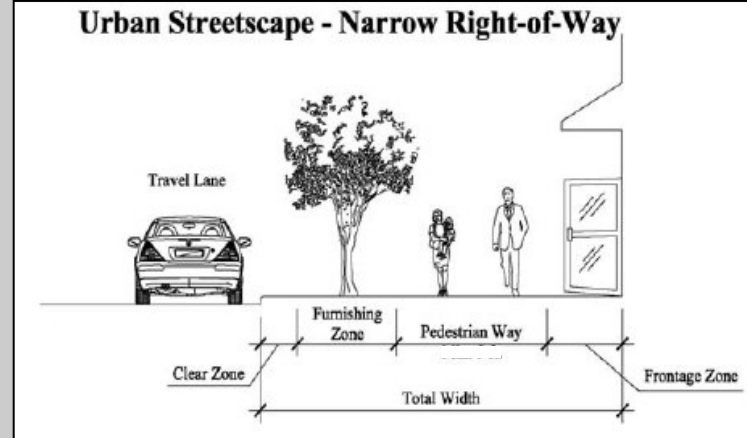 Urban Streetscape - Narrow Right-of-Way
Travel Lane
Furnishing
Zone
Pedestrian Way
Clear Zone
Frontage Zone
Total Width